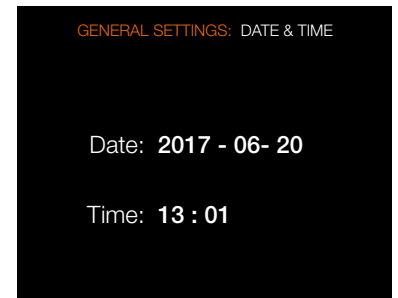 GENERAL SETTINGS: DATE & TIME
Date: 2017 - 06- 20
Time: 13 : 01